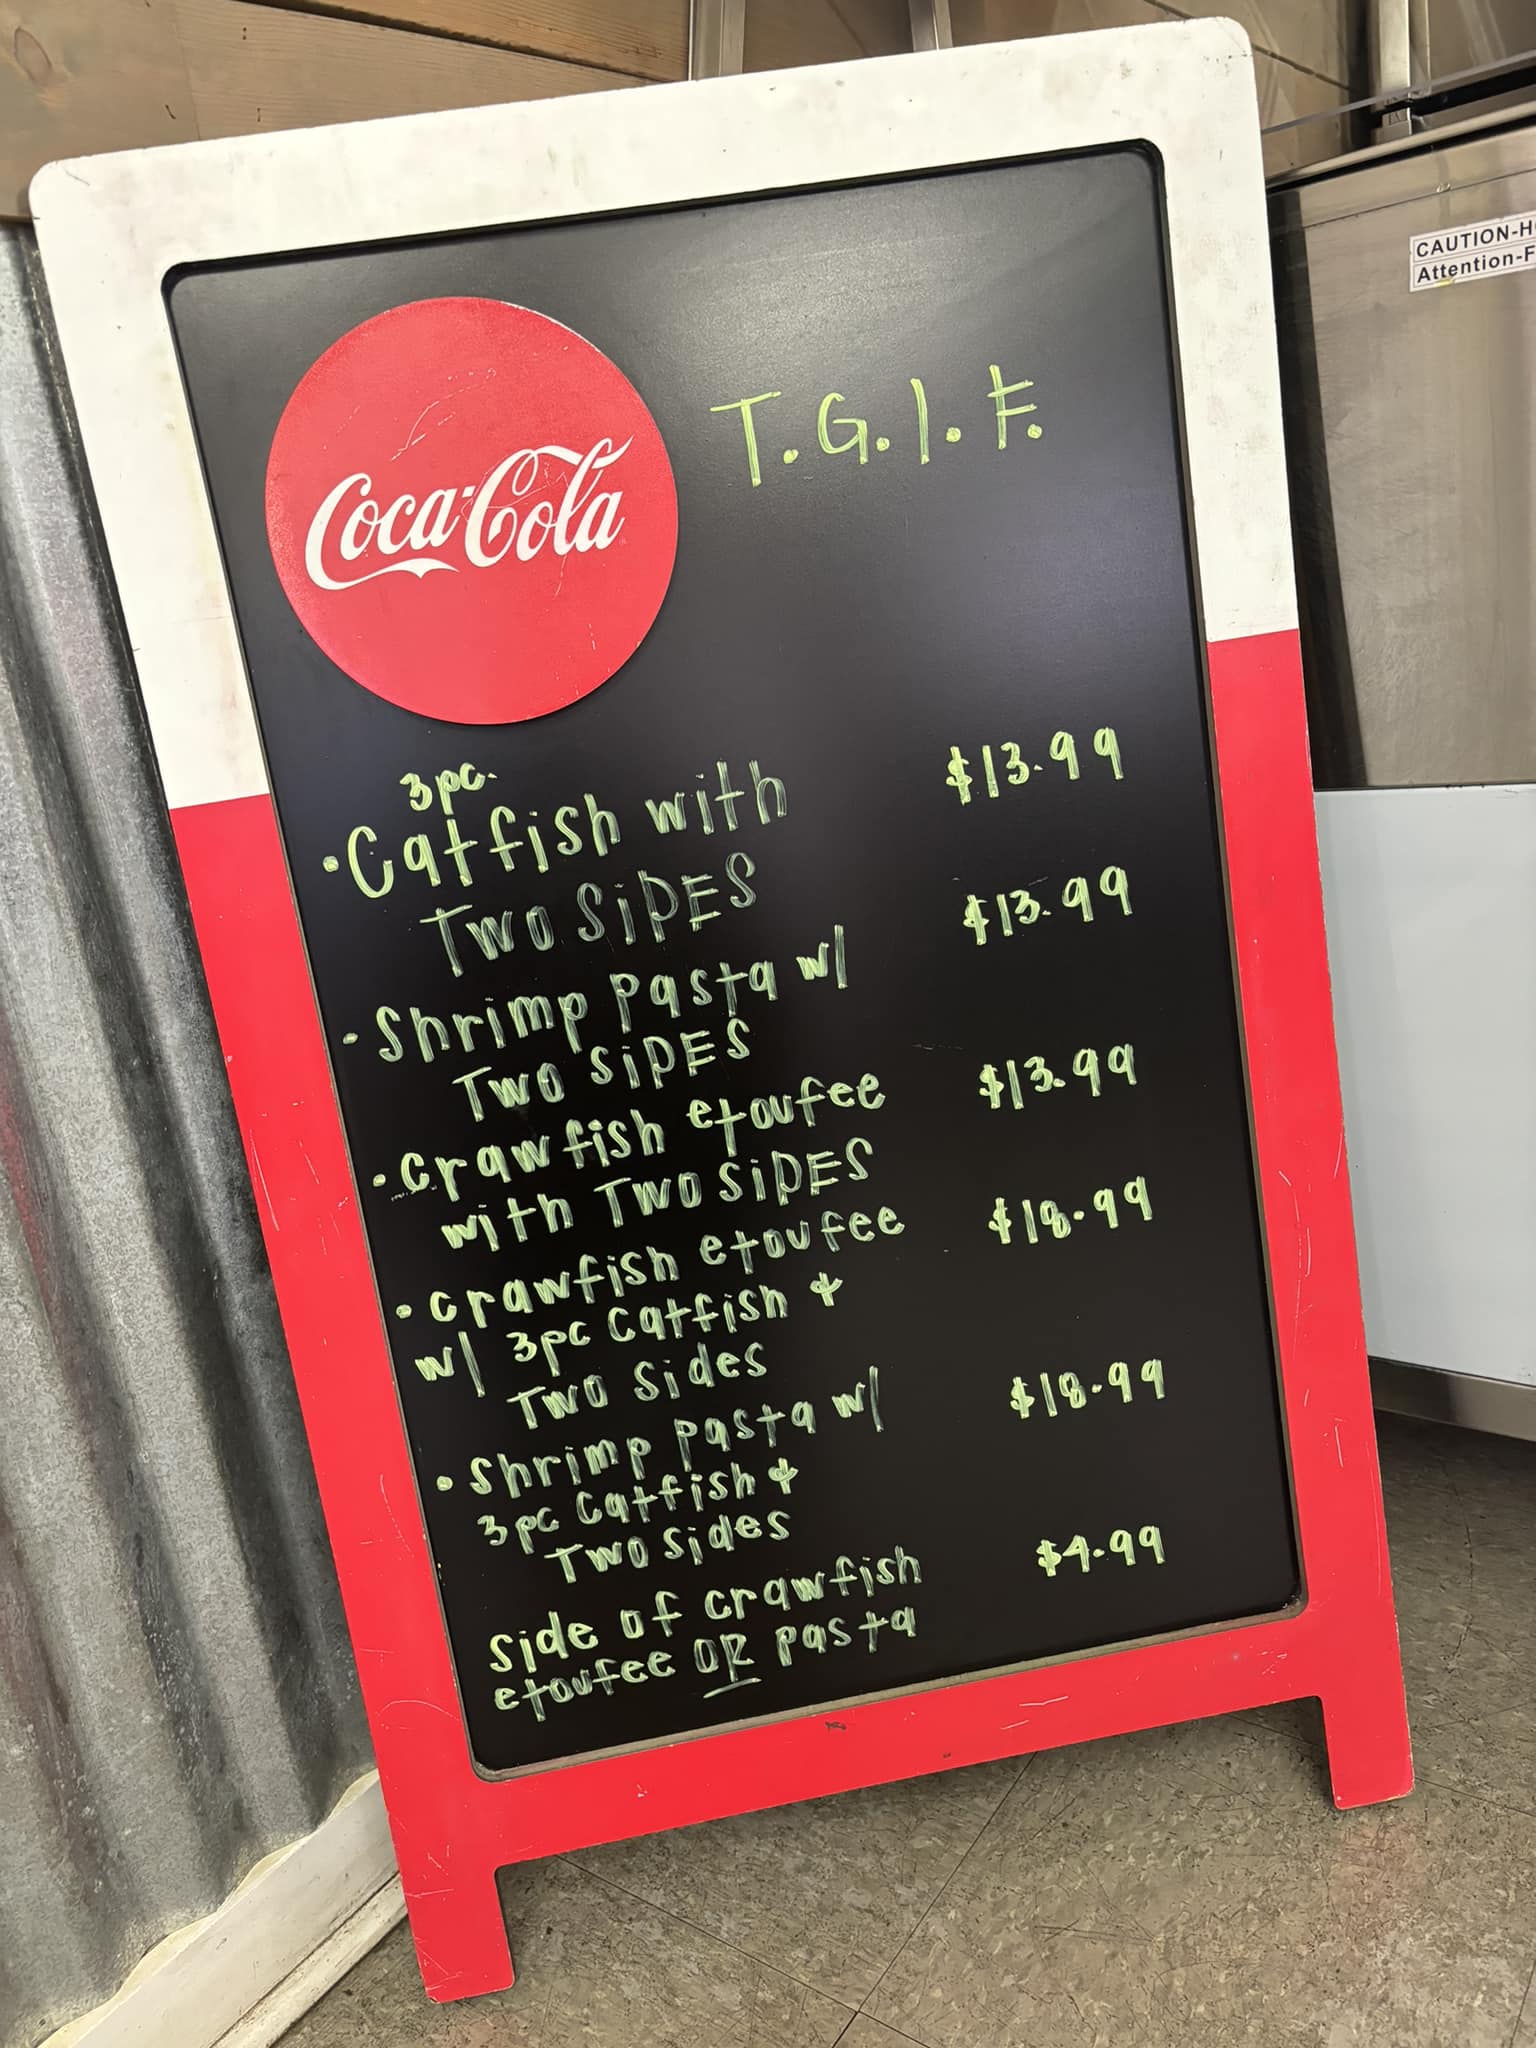 CAUTION-H
Attention-F
Coca-Cola
T.G.I.F.
3pc.
•Catfish with $13.99
TWO SiDES
•Shrimp pasta w/ $13.99
TWO SiDES
•Crawfish etoufee $13.99
with TWO SiDES
•crawfish etoufee $18.99
w/ 3pc Catfish &
TWO Sides
•Shrimp pasta w/ $18.99
3pc Catfish &
TWO sides
side of crawfish $4.99
etoufee OR pasta